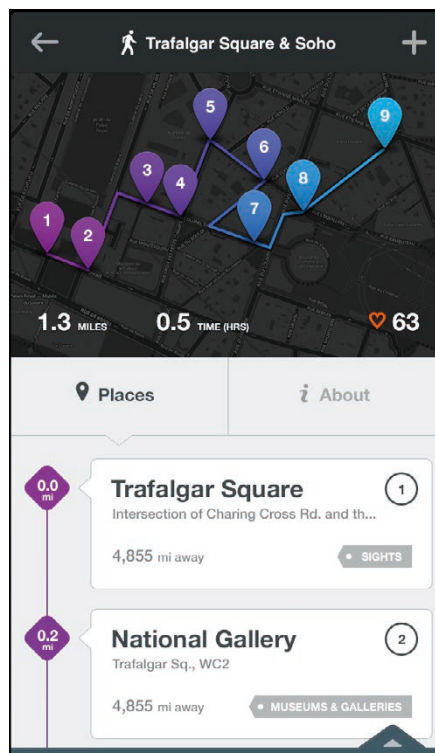 Trafalgar Square & Soho
5
9
6
3
4
8
1
2
7
1.3 MILES 0.5 TIME (HRS) 63
Places
i About
0.0
mi
Trafalgar Square
1
Intersection of Charing Cross Rd. and th...
4,855 mi away
SIGHTS
0.2
mi
National Gallery
2
Trafalgar Sq., WC2
4,855 mi away
MUSEUMS & GALLERIES